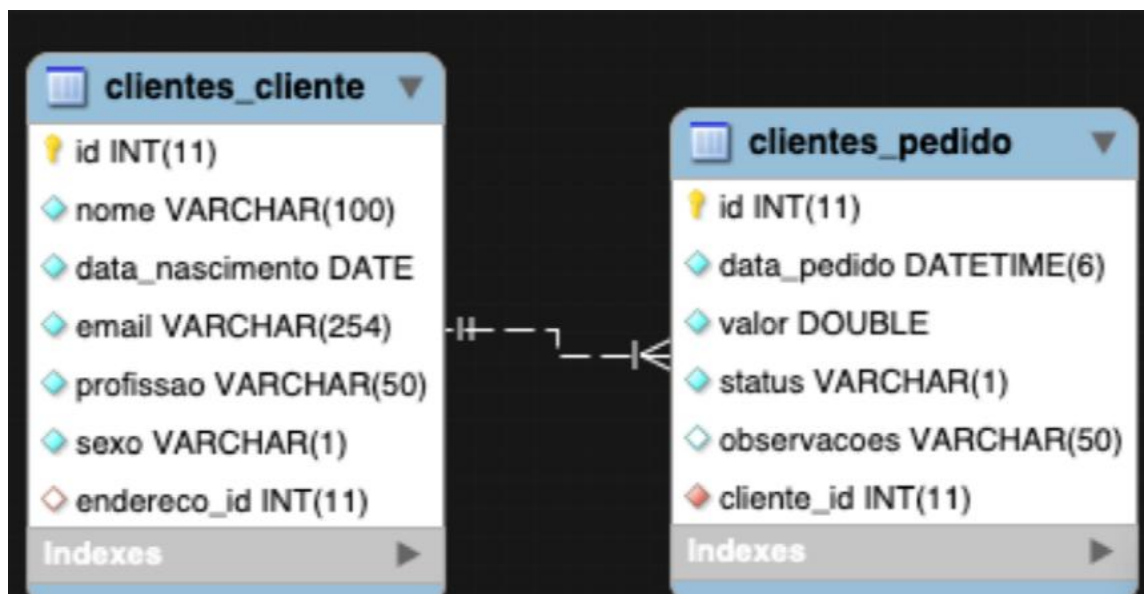 clientes_cliente
id INT(11)
nome VARCHAR(100)
data_nascimento DATE
email VARCHAR(254)
profissao VARCHAR(50)
sexo VARCHAR(1)
endereco_id INT(11)
Indexes
clientes_pedido
id INT(11)
data_pedido DATETIME(6)
valor DOUBLE
status VARCHAR(1)
observacoes VARCHAR(50)
cliente_id INT(11)
Indexes